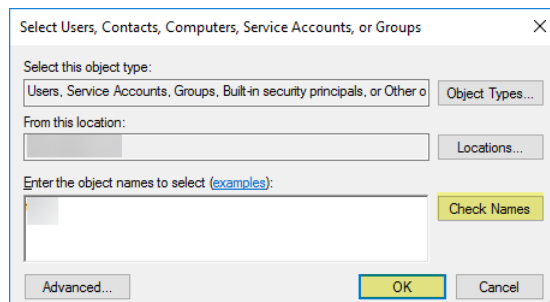 Select Users, Contacts, Computers, Service Accounts, or Groups
Select this object type:
Users, Service Accounts, Groups, Built-in security principals, or Other o
Object Types...
From this location:
Locations...
Enter the object names to select (examples):
Check Names
Advanced...
OK
Cancel